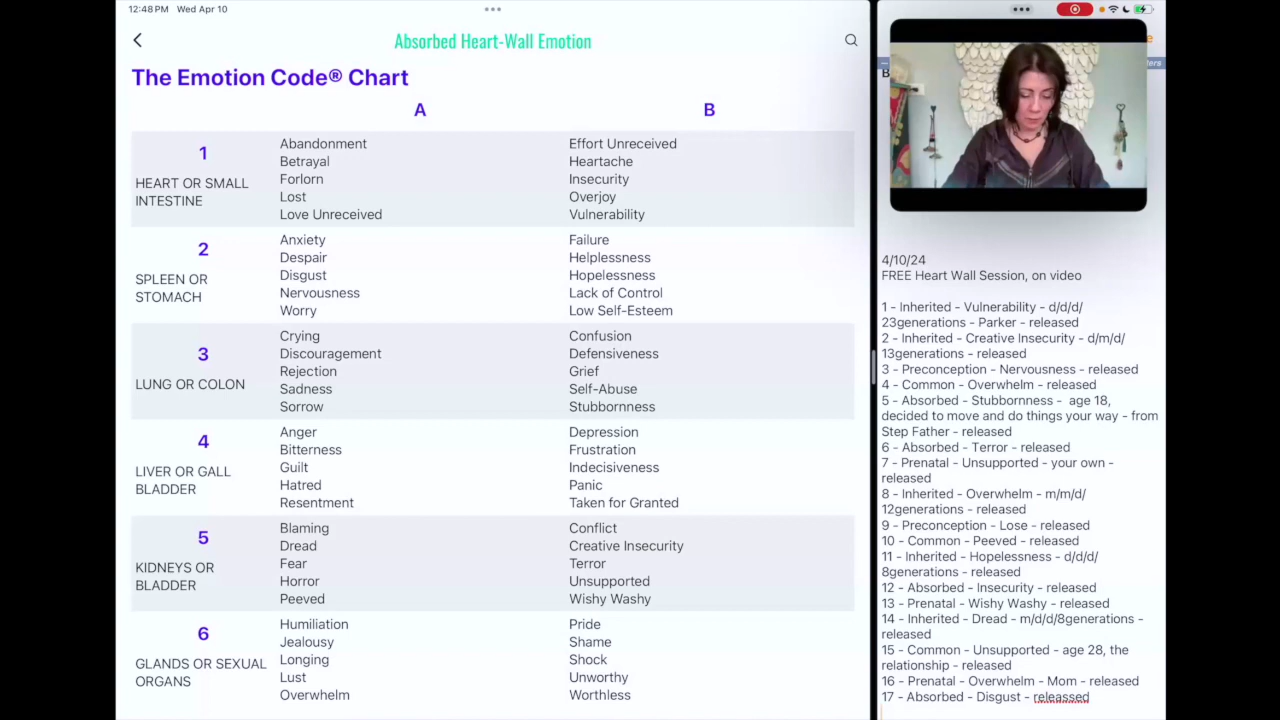 12:48 PM Wed Apr 10
Absorbed Heart-Wall Emotion
The Emotion Code® Chart
A B
1
HEART OR SMALL
INTESTINE
Abandonment
Betrayal
Forlorn
Lost
Love Unreceived
Effort Unreceived
Heartache
Insecurity
Overjoy
Vulnerability
2
SPLEEN OR
STOMACH
Anxiety
Despair
Disgust
Nervousness
Worry
Failure
Helplessness
Hopelessness
Lack of Control
Low Self-Esteem
3
LUNG OR COLON
Crying
Discouragement
Rejection
Sadness
Sorrow
Confusion
Defensiveness
Grief
Self-Abuse
Stubbornness
4
LIVER OR GALL
BLADDER
Anger
Bitterness
Guilt
Hatred
Resentment
Depression
Frustration
Indecisiveness
Panic
Taken for Granted
5
KIDNEYS OR
BLADDER
Blaming
Dread
Fear
Horror
Peeved
Conflict
Creative Insecurity
Terror
Unsupported
Wishy Washy
6
GLANDS OR SEXUAL
ORGANS
Humiliation
Jealousy
Longing
Lust
Overwhelm
Pride
Shame
Shock
Unworthy
Worthless
4/10/24
FREE Heart Wall Session, on video
1 - Inherited - Vulnerability - d/d/d/
23generations - Parker - released
2 - Inherited - Creative Insecurity - d/m/d/
13generations - released
3 - Preconception - Nervousness - released
4 - Common - Overwhelm - released
5 - Absorbed - Stubbornness - age 18,
decided to move and do things your way - from
Step Father - released
6 - Absorbed - Terror - released
7 - Prenatal - Unsupported - your own -
released
8 - Inherited - Overwhelm - m/m/d/
12generations - released
9 - Preconception - Lose - released
10 - Common - Peeved - released
11 - Inherited - Hopelessness - d/d/d/
8generations - released
12 - Absorbed - Insecurity - released
13 - Prenatal - Wishy Washy - released
14 - Inherited - Dread - m/d/d/8generations -
released
15 - Common - Unsupported - age 28, the
relationship - released
16 - Prenatal - Overwhelm - Mom - released
17 - Absorbed - Disgust - releassed